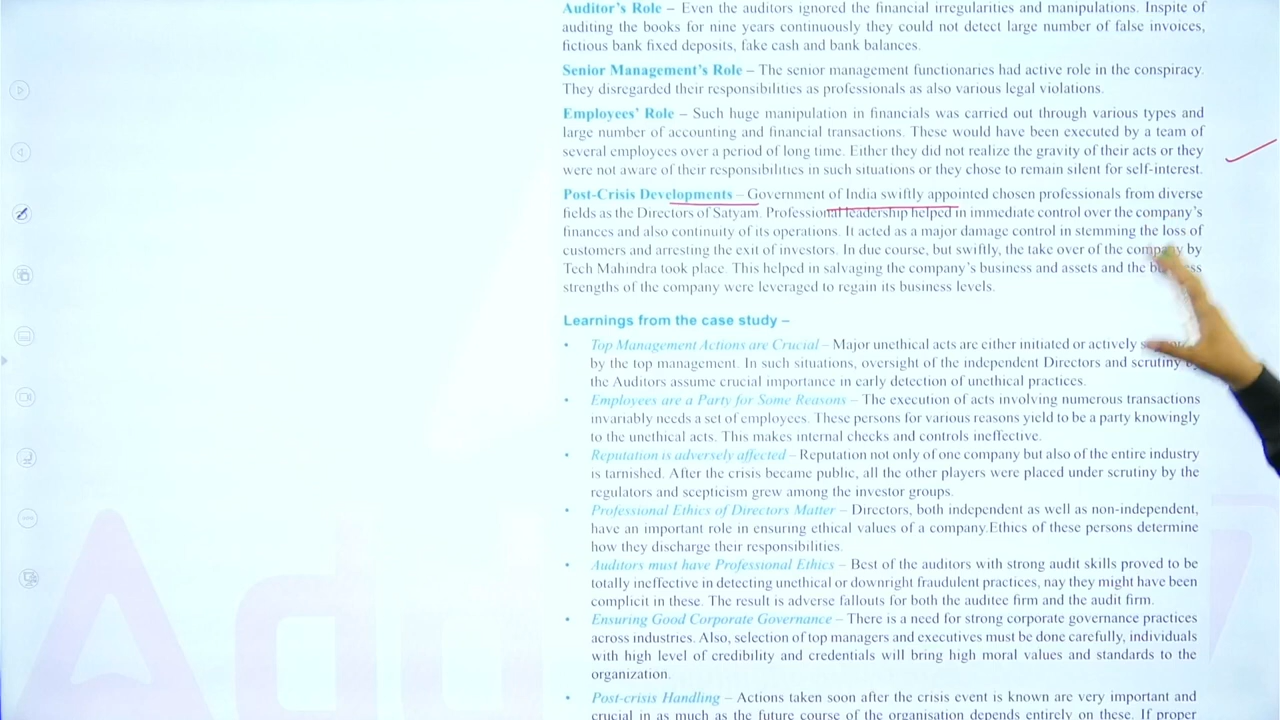 Auditor's Role – Even the auditors ignored the financial irregularities and manipulations. Inspite of
auditing the books for nine years continuously they could not detect large number of false invoices,
fictious bank fixed deposits, fake cash and bank balances.
Senior Management's Role – The senior management functionaries had active role in the conspiracy.
They disregarded their responsibilities as professionals as also various legal violations.
Employees' Role – Such huge manipulation in financials was carried out through various types and
large number of accounting and financial transactions. These would have been executed by a team of
several employees over a period of long time. Either they did not realize the gravity of their acts or they
were not aware of their responsibilities in such situations or they chose to remain silent for self-interest.
Post-Crisis Developments – Government of India swiftly appointed chosen professionals from diverse
fields as the Directors of Satyam. Professional leadership helped in immediate control over the company's
finances and also continuity of its operations. It acted as a major damage control in stemming the loss of
customers and arresting the exit of investors. In due course, but swiftly, the take over of the company by
Tech Mahindra took place. This helped in salvaging the company's business and assets and the
strengths of the company were leveraged to regain its business levels.
Learnings from the case study –
• Top Management Actions are Crucial – Major unethical acts are either initiated or actively
by the top management. In such situations, oversight of the independent Directors and scrutiny
the Auditors assume crucial importance in early detection of unethical practices.
• Employees are a Party for Some Reasons – The execution of acts involving numerous transactions
invariably needs a set of employees. These persons for various reasons yield to be a party knowingly
to the unethical acts. This makes internal checks and controls ineffective.
• Reputation is adversely affected – Reputation not only of one company but also of the entire industry
is tarnished. After the crisis became public, all the other players were placed under scrutiny by the
regulators and scepticism grew among the investor groups.
• Professional Ethics of Directors Matter – Directors, both independent as well as non-independent,
have an important role in ensuring ethical values of a company.Ethics of these persons determine
how they discharge their responsibilities.
• Auditors must have Professional Ethics – Best of the auditors with strong audit skills proved to be
totally ineffective in detecting unethical or downright fraudulent practices, nay they might have been
complicit in these. The result is adverse fallouts for both the auditee firm and the audit firm.
• Ensuring Good Corporate Governance – There is a need for strong corporate governance practices
across industries. Also, selection of top managers and executives must be done carefully, individuals
with high level of credibility and credentials will bring high moral values and standards to the
organization.
• Post-crisis Handling – Actions taken soon after the crisis event is known are very important and
crucial in as much as the future course of the organisation depends entirely on these. If proper